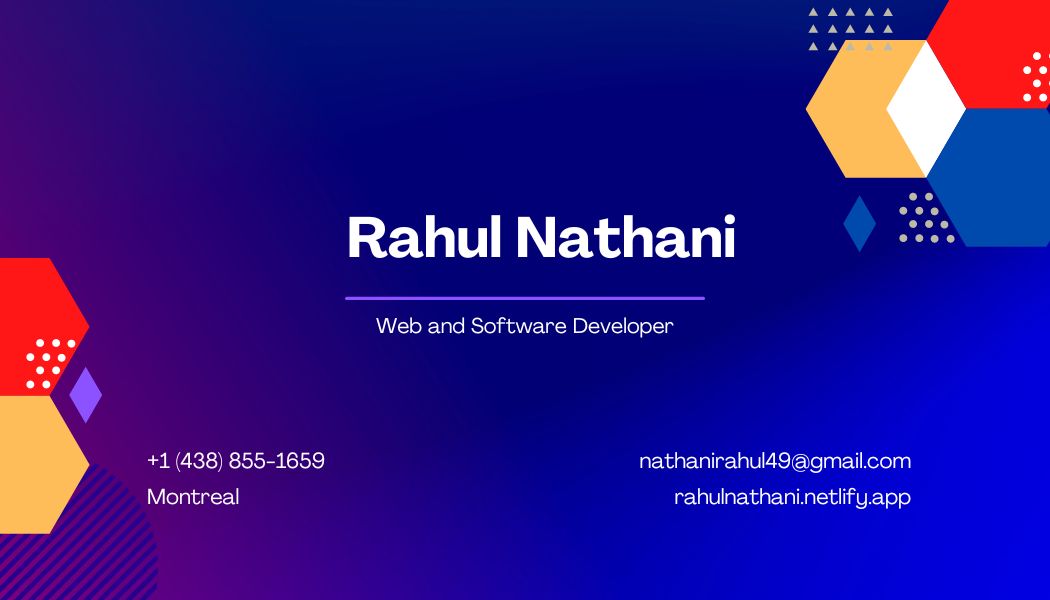 Rahul Nathani
Web and Software Developer
+1 (438) 855-1659
Montreal
nathanirahul49@gmail.com
rahulnathani.netlify.app